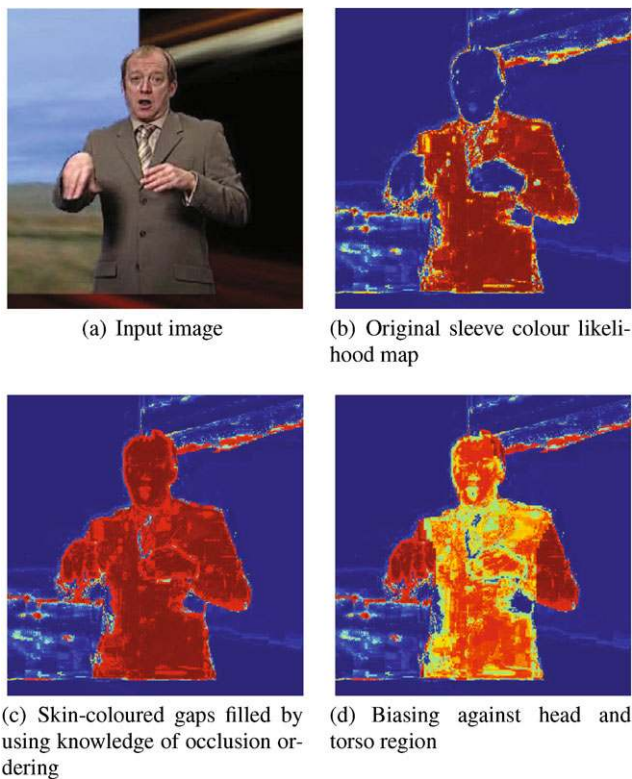 (a) Input image
(b) Original sleeve colour likeli-
hood map
(c) Skin-coloured gaps filled by
using knowledge of occlusion or-
dering
(d) Biasing against head and
torso region